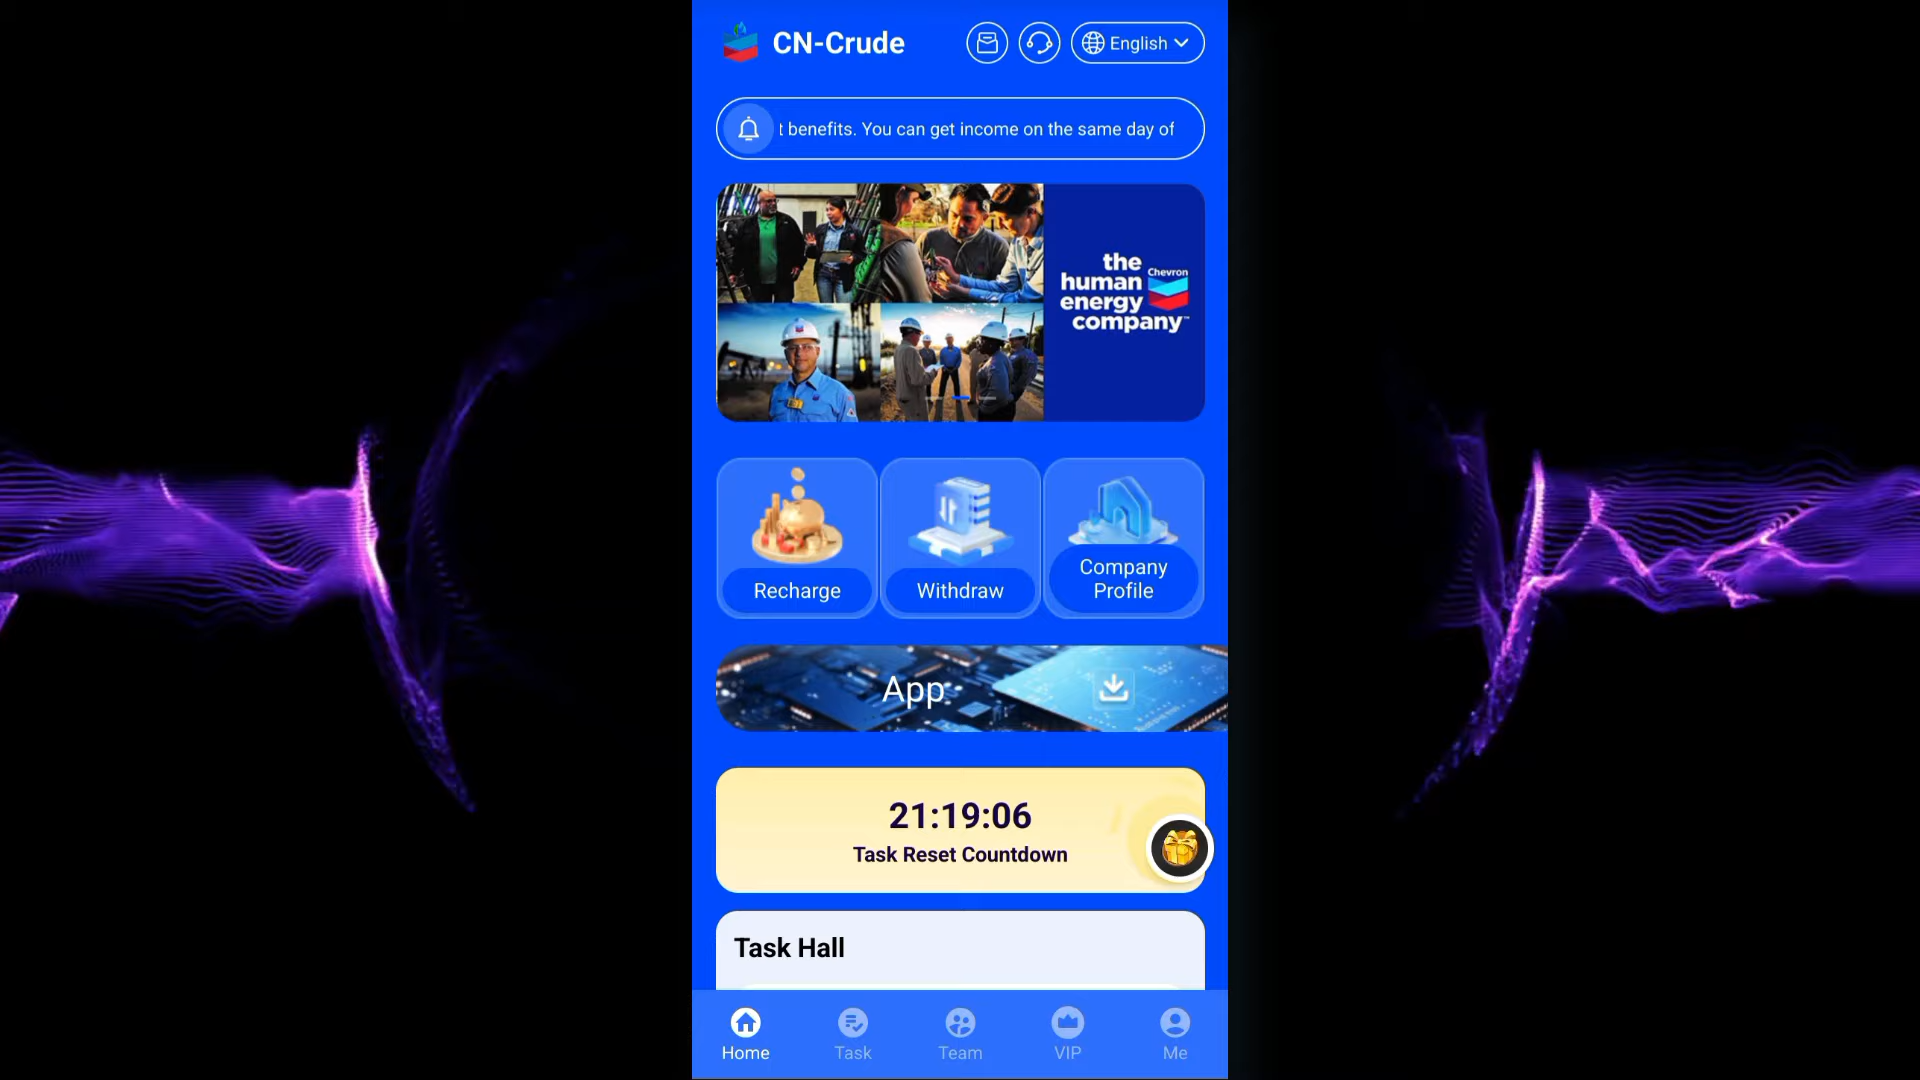 CN-Crude
English
t benefits. You can get income on the same day of
the
human
energy
company™
Chevron
Recharge
Withdraw
Company
Profile
App
21:19:06
Task Reset Countdown
Task Hall
Home
Task
Team
VIP
Me